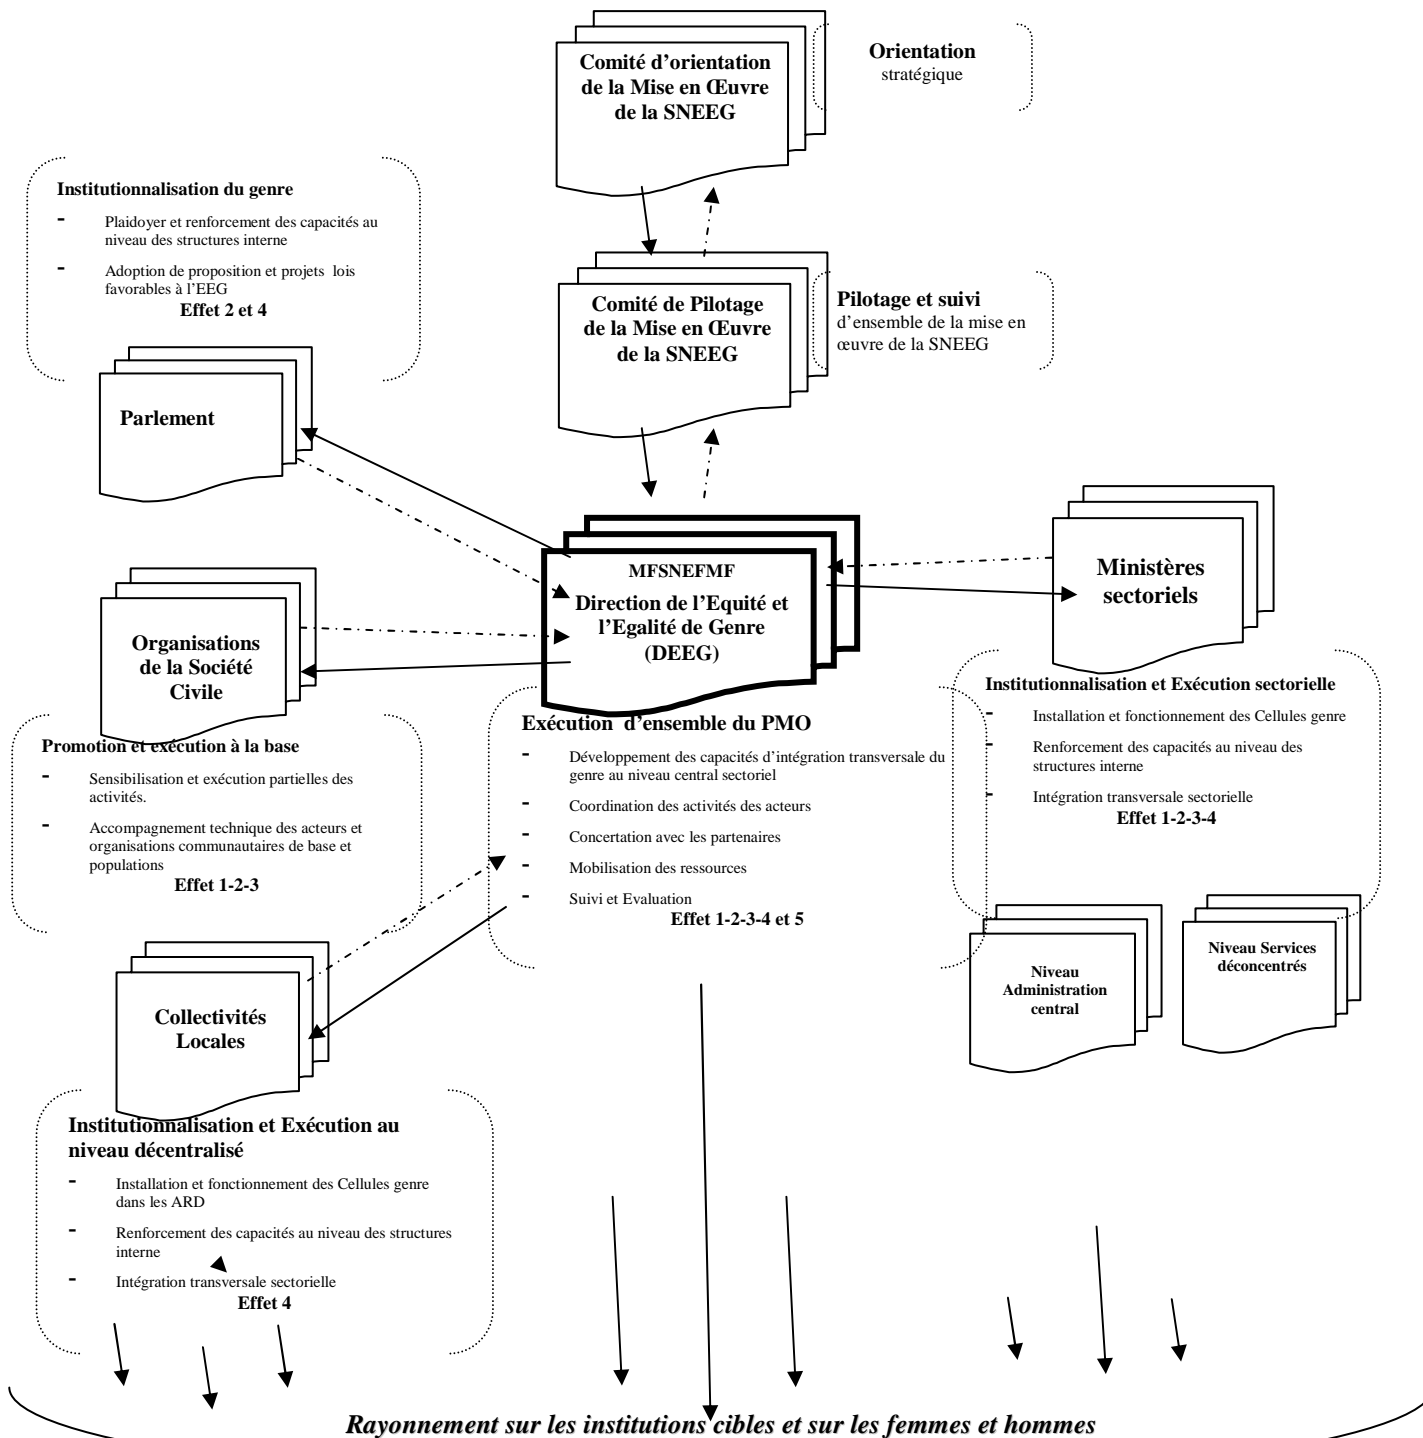 Comité d’orientation
de la Mise en Œuvre
de la SNEEG
Orientation
stratégique
Institutionnalisation du genre
- Plaidoyer et renforcement des capacités au
niveau des structures interne
- Adoption de proposition et projets lois
favorables à l’EEG
Effet 2 et 4
Comité de Pilotage
de la Mise en Œuvre
de la SNEEG
Pilotage et suivi
d’ensemble de la mise en
œuvre de la SNEEG
Parlement
MFSNEFMF
Direction de l’Equité et
l’Egalité de Genre
(DEEG)
Ministères
sectoriels
Organisations
de la Société
Civile
Institutionnalisation et Exécution sectorielle
- Installation et fonctionnement des Cellules genre
- Renforcement des capacités au niveau des
structures interne
- Intégration transversale sectorielle
Effet 1-2-3-4
Promotion et exécution à la base
- Sensibilisation et exécution partielles des
activités.
- Accompagnement technique des acteurs et
organisations communautaires de base et
populations
Effet 1-2-3
Exécution d’ensemble du PMO
- Développement des capacités d’intégration transversale du
genre au niveau central sectoriel
- Coordination des activités des acteurs
- Concertation avec les partenaires
- Mobilisation des ressources
- Suivi et Evaluation
Effet 1-2-3-4 et 5
Niveau
Administration
central
Niveau Services
déconcentrés
Collectivités
Locales
Institutionnalisation et Exécution au
niveau décentralisé
- Installation et fonctionnement des Cellules genre
dans les ARD
- Renforcement des capacités au niveau des structures
interne
- Intégration transversale sectorielle
Effet 4
Rayonnement sur les institutions cibles et sur les femmes et hommes